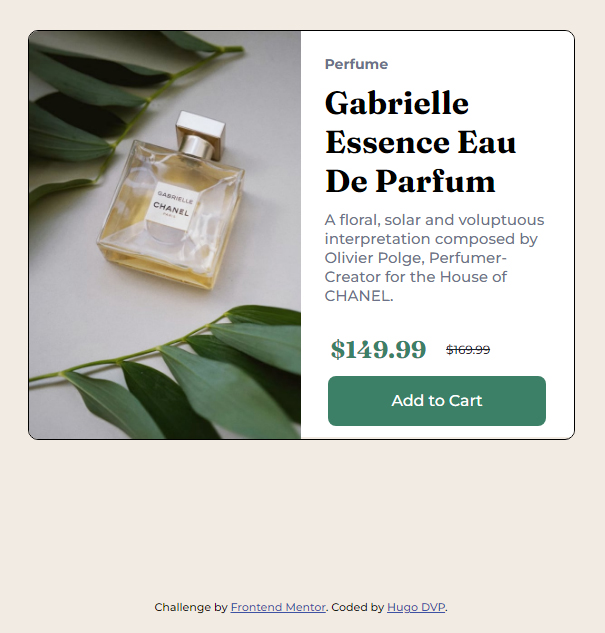 GABRIELLE
CHANEL
PARIS
Perfume
Gabrielle
Essence Eau
De Parfum
A floral, solar and voluptuous
interpretation composed by
Olivier Polge, Perfumer-
Creator for the House of
CHANEL.
$149.99 $169.99
Add to Cart
Challenge by Frontend Mentor. Coded by Hugo DVP.